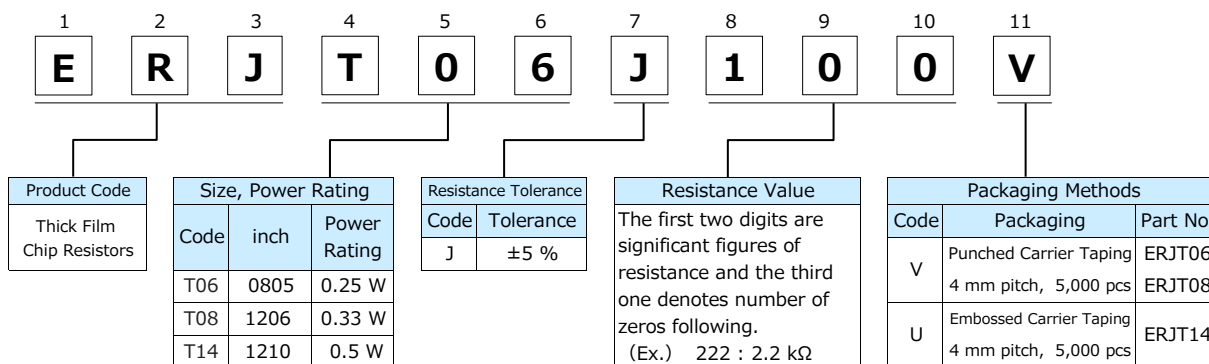 1 2 3 4 5 6 7 8 9 10 11
E R J T 0 6 J 1 0 0 V
Product Code
Thick Film
Chip Resistors
Size, Power Rating
Code inch Power Rating
T06 0805 0.25 W
T08 1206 0.33 W
T14 1210 0.5 W
Resistance Tolerance
Code Tolerance
J ±5 %
Resistance Value
The first two digits are
significant figures of
resistance and the third
one denotes number of
zeros following.
(Ex.) 222 : 2.2 kΩ
Packaging Methods
Code Packaging Part No
V Punched Carrier Taping ERJT06
4 mm pitch, 5,000 pcs ERJT08
U Embossed Carrier Taping ERJT14
4 mm pitch, 5,000 pcs